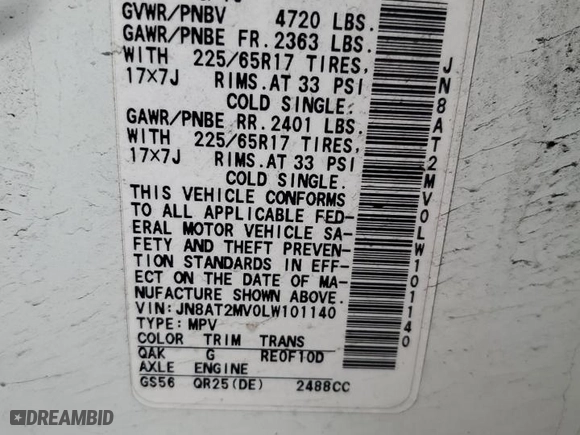 GVWR/PNBV 4720 LBS.
GAWR/PNBE FR. 2363 LBS.
WITH 225/65R17 TIRES,
17×7J RIMS. AT 33 PSI
COLD SINGLE.
GAWR/PNBE RR. 2401 LBS.
WITH 225/65R17 TIRES,
17×7J RIMS. AT 33 PSI
COLD SINGLE.
THIS VEHICLE CONFORMS
TO ALL APPLICABLE FED-
ERAL MOTOR VEHICLE SA-
FETY AND THEFT PREVEN-
TION STANDARDS IN EFF-
ECT ON THE DATE OF MA-
NUFACTURE SHOWN ABOVE.
VIN: JN8AT2MV0LW101140
TYPE: MPV
COLOR TRIM TRANS
QAK G RE0F10D
AXLE ENGINE
GS56 QR25(DE) 2488CC
JN8AT2MV0LW101140
DREAMBID